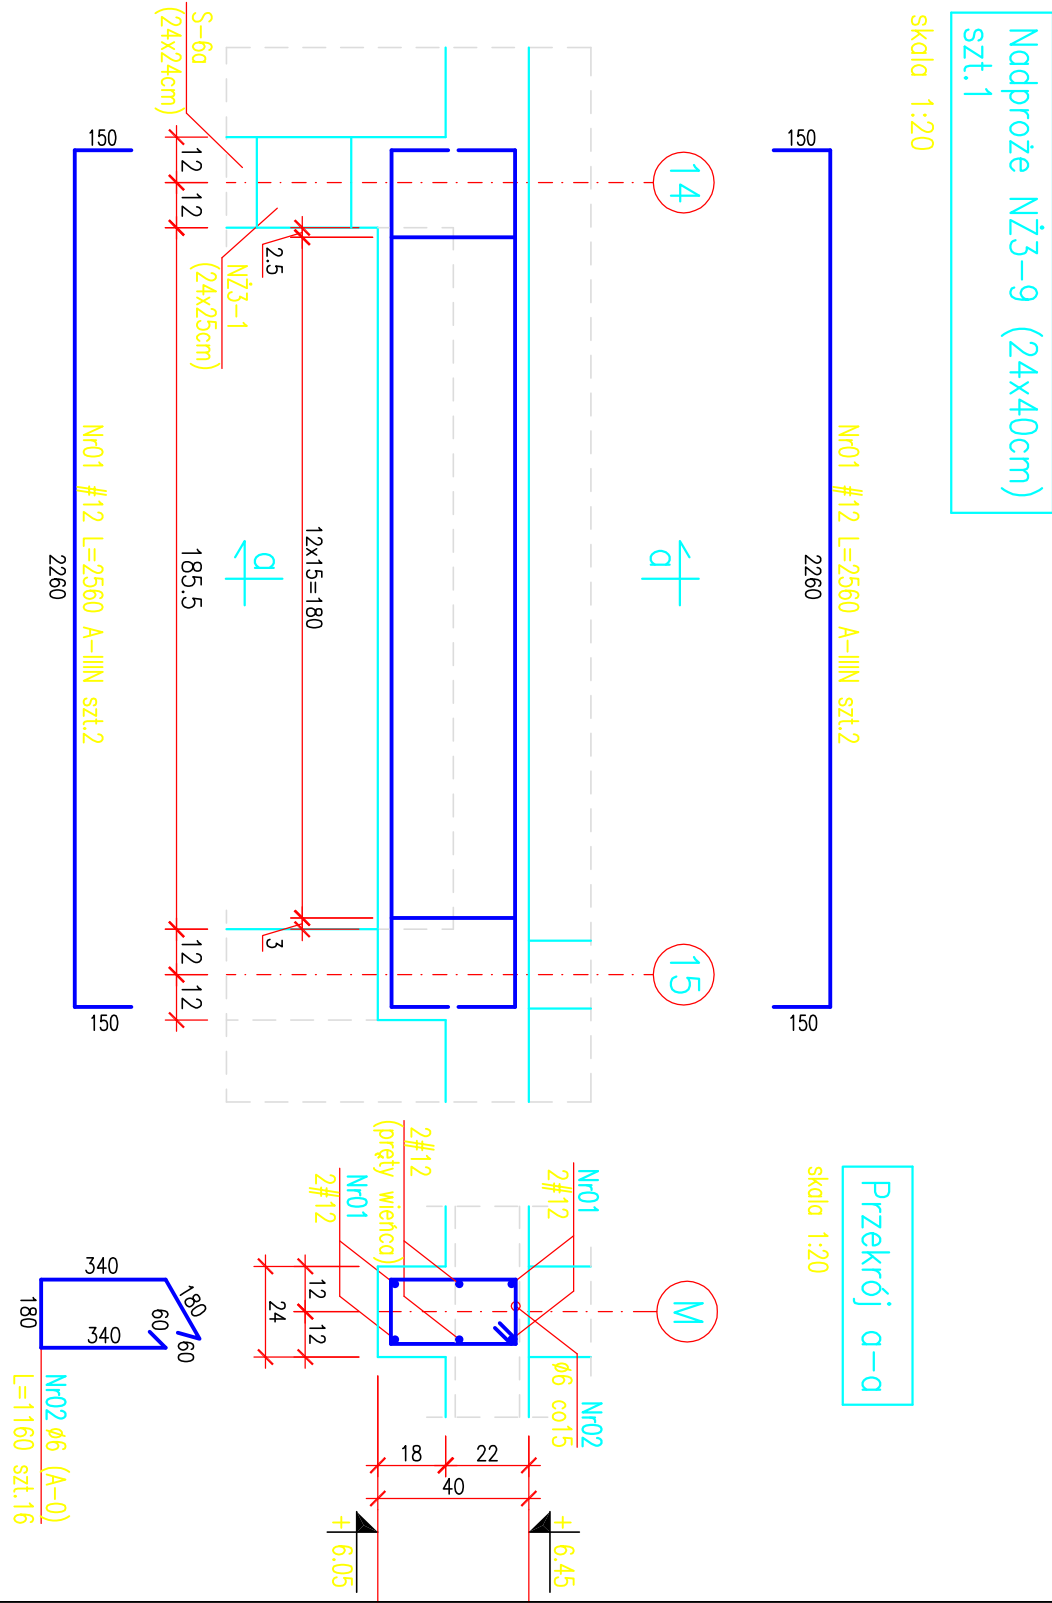 Nadproże NŻ3-9 (24x40cm)
szt.1
skala 1:20
150
2260
150
Nr01 #12 L=2560 A-IIIN szt.2
14
15
a
a
12x15=180
2.5
3
NŻ3-1
(24x25cm)
S-6a
(24x24cm)
12
12
185.5
12
12
150
Nr01 #12 L=2560 A-IIIN szt.2
2260
150
Przekrój a-a
skala 1:20
M
Nr01
2#12
2#12
(pręty wieńca)
Nr01
2#12
Nr02
ø6 co15
12
12
24
18
22
40
+ 6.45
+ 6.05
340
180
60
60
340
180
Nr02 ø6 (A-0)
L=1160 szt.16